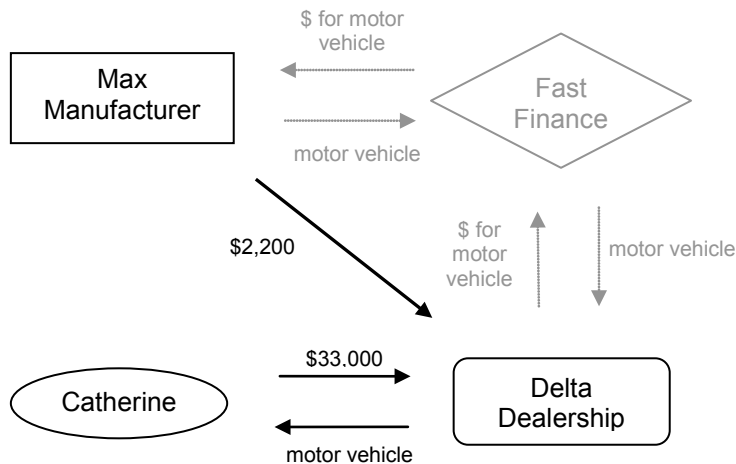 $ for motor
vehicle
Max
Manufacturer
Fast
Finance
motor vehicle
$2,200
$ for
motor
vehicle
motor vehicle
$33,000
Catherine
Delta
Dealership
motor vehicle